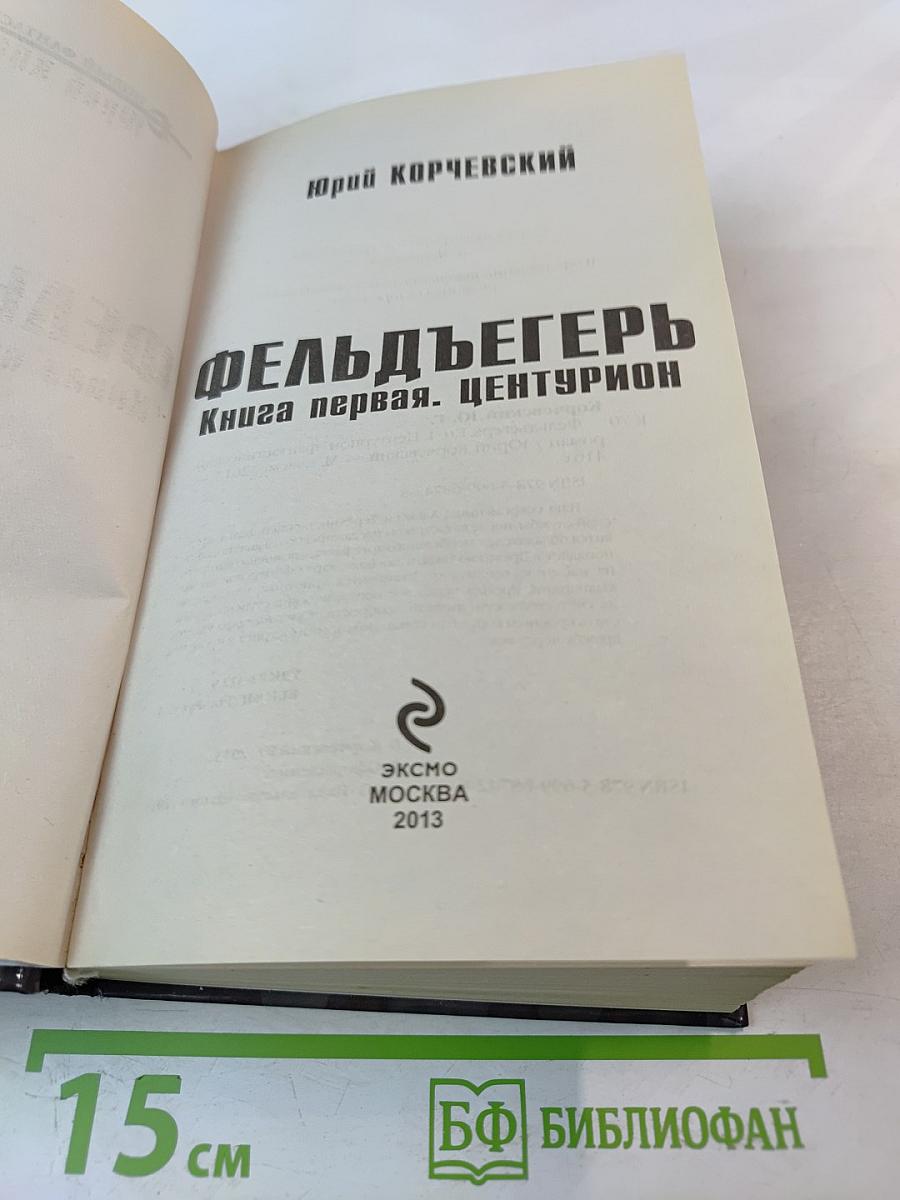 Юрий КОРЧЕВСКИЙ
ФЕЛЬДЪЕГЕРЬ
Книга первая. ЦЕНТУРИОН
ЭКСМО
МОСКВА
2013
15 см
БФ БИБЛИОФАН